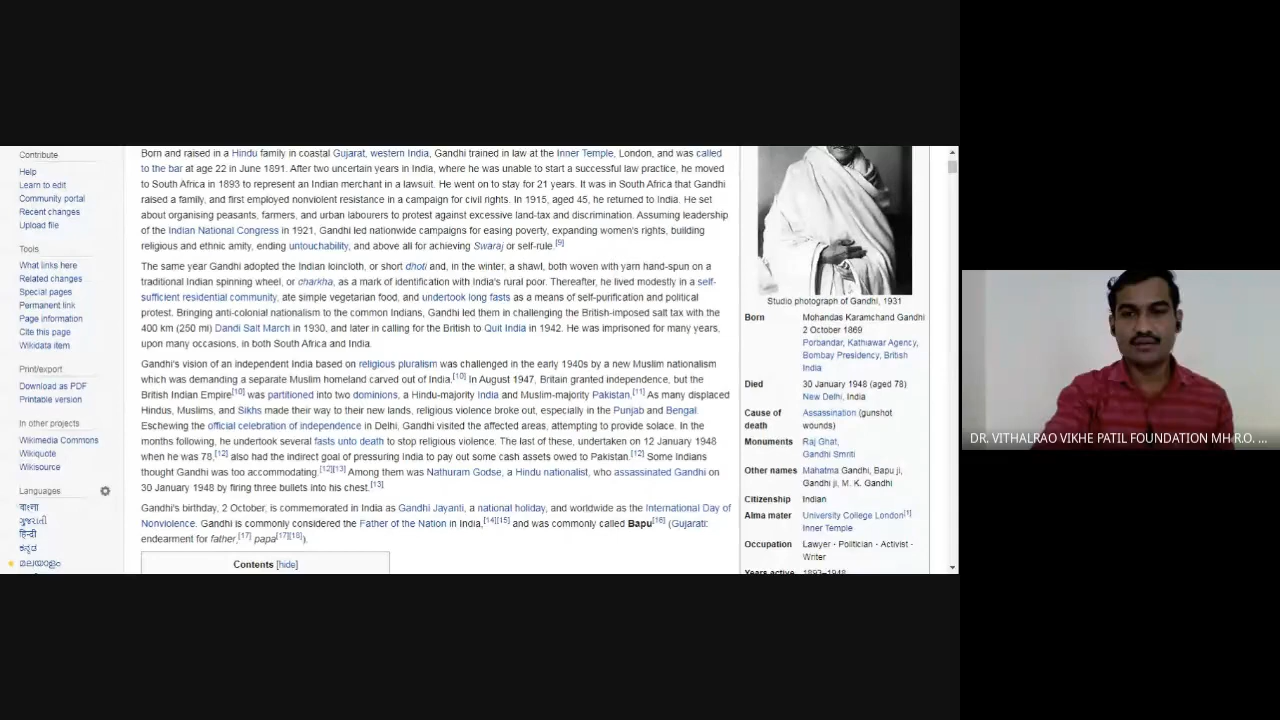 Contribute
Help
Learn to edit
Community portal
Recent changes
Upload file
Tools
What links here
Related changes
Special pages
Permanent link
Page information
Cite this page
Wikidata item
Print/export
Download as PDF
Printable version
In other projects
Wikimedia Commons
Wikiquote
Wikisource
Languages
বাংলা
ગુજરાતી
हिन्दी
ಕನ್ನಡ
മലയാളം
Born and raised in a Hindu family in coastal Gujarat, western India, Gandhi trained in law at the Inner Temple, London, and was called
to the bar at age 22 in June 1891. After two uncertain years in India, where he was unable to start a successful law practice, he moved
to South Africa in 1893 to represent an Indian merchant in a lawsuit. He went on to stay for 21 years. It was in South Africa that Gandhi
raised a family, and first employed nonviolent resistance in a campaign for civil rights. In 1915, aged 45, he returned to India. He set
about organising peasants, farmers, and urban labourers to protest against excessive land-tax and discrimination. Assuming leadership
of the Indian National Congress in 1921, Gandhi led nationwide campaigns for easing poverty, expanding women's rights, building
religious and ethnic amity, ending untouchability, and above all for achieving Swaraj or self-rule.[9]
The same year Gandhi adopted the Indian loincloth, or short dhoti and, in the winter, a shawl, both woven with yarn hand-spun on a
traditional Indian spinning wheel, or charkha, as a mark of identification with India's rural poor. Thereafter, he lived modestly in a self-
sufficient residential community, ate simple vegetarian food, and undertook long fasts as a means of self-purification and political
protest. Bringing anti-colonial nationalism to the common Indians, Gandhi led them in challenging the British-imposed salt tax with the
400 km (250 mi) Dandi Salt March in 1930, and later in calling for the British to Quit India in 1942. He was imprisoned for many years,
upon many occasions, in both South Africa and India.
Gandhi's vision of an independent India based on religious pluralism was challenged in the early 1940s by a new Muslim nationalism
which was demanding a separate Muslim homeland carved out of India.[10] In August 1947, Britain granted independence, but the
British Indian Empire[10] was partitioned into two dominions, a Hindu-majority India and Muslim-majority Pakistan.[11] As many displaced
Hindus, Muslims, and Sikhs made their way to their new lands, religious violence broke out, especially in the Punjab and Bengal.
Eschewing the official celebration of independence in Delhi, Gandhi visited the affected areas, attempting to provide solace. In the
months following, he undertook several fasts unto death to stop religious violence. The last of these, undertaken on 12 January 1948
when he was 78,[12] also had the indirect goal of pressuring India to pay out some cash assets owed to Pakistan.[12] Some Indians
thought Gandhi was too accommodating.[12][13] Among them was Nathuram Godse, a Hindu nationalist, who assassinated Gandhi on
30 January 1948 by firing three bullets into his chest.[13]
Gandhi's birthday, 2 October, is commemorated in India as Gandhi Jayanti, a national holiday, and worldwide as the International Day of
Nonviolence. Gandhi is commonly considered the Father of the Nation in India,[14][15] and was commonly called Bapu[16] (Gujarati:
endearment for father,[17] papa[17][18]).
Contents [hide]
Studio photograph of Gandhi, 1931
Born Mohandas Karamchand Gandhi
2 October 1869
Porbandar, Kathiawar Agency,
Bombay Presidency, British
India
Died 30 January 1948 (aged 78)
New Delhi, India
Cause of Assassination (gunshot
death wounds)
Monuments Raj Ghat,
Gandhi Smriti
Other names Mahatma Gandhi, Bapu ji,
Gandhi ji, M. K. Gandhi
Citizenship Indian
Alma mater University College London[1]
Inner Temple
Occupation Lawyer · Politician · Activist ·
Writer
Years active 1893–1948
DR. VITHALRAO VIKHE PATIL FOUNDATION MH R.O. ...